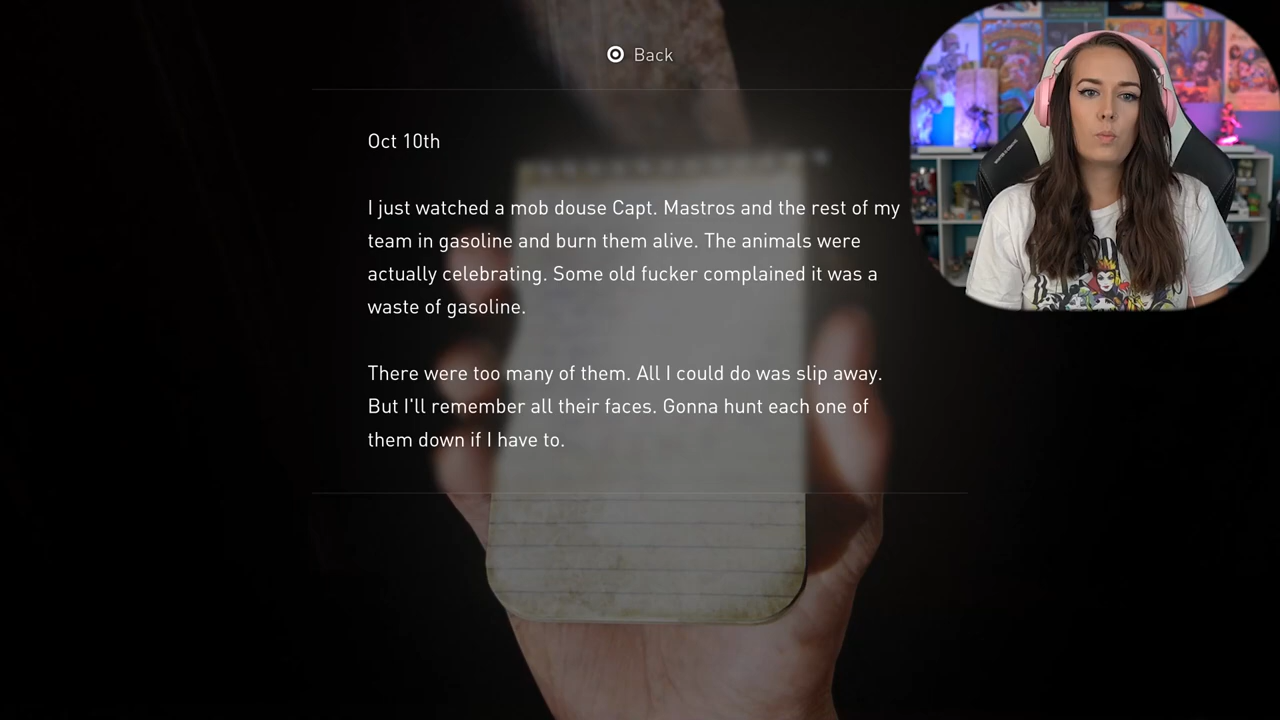 Back
Oct 10th
I just watched a mob douse Capt. Mastros and the rest of my
team in gasoline and burn them alive. The animals were
actually celebrating. Some old fucker complained it was a
waste of gasoline.
There were too many of them. All I could do was slip away.
But I'll remember all their faces. Gonna hunt each one of
them down if I have to.